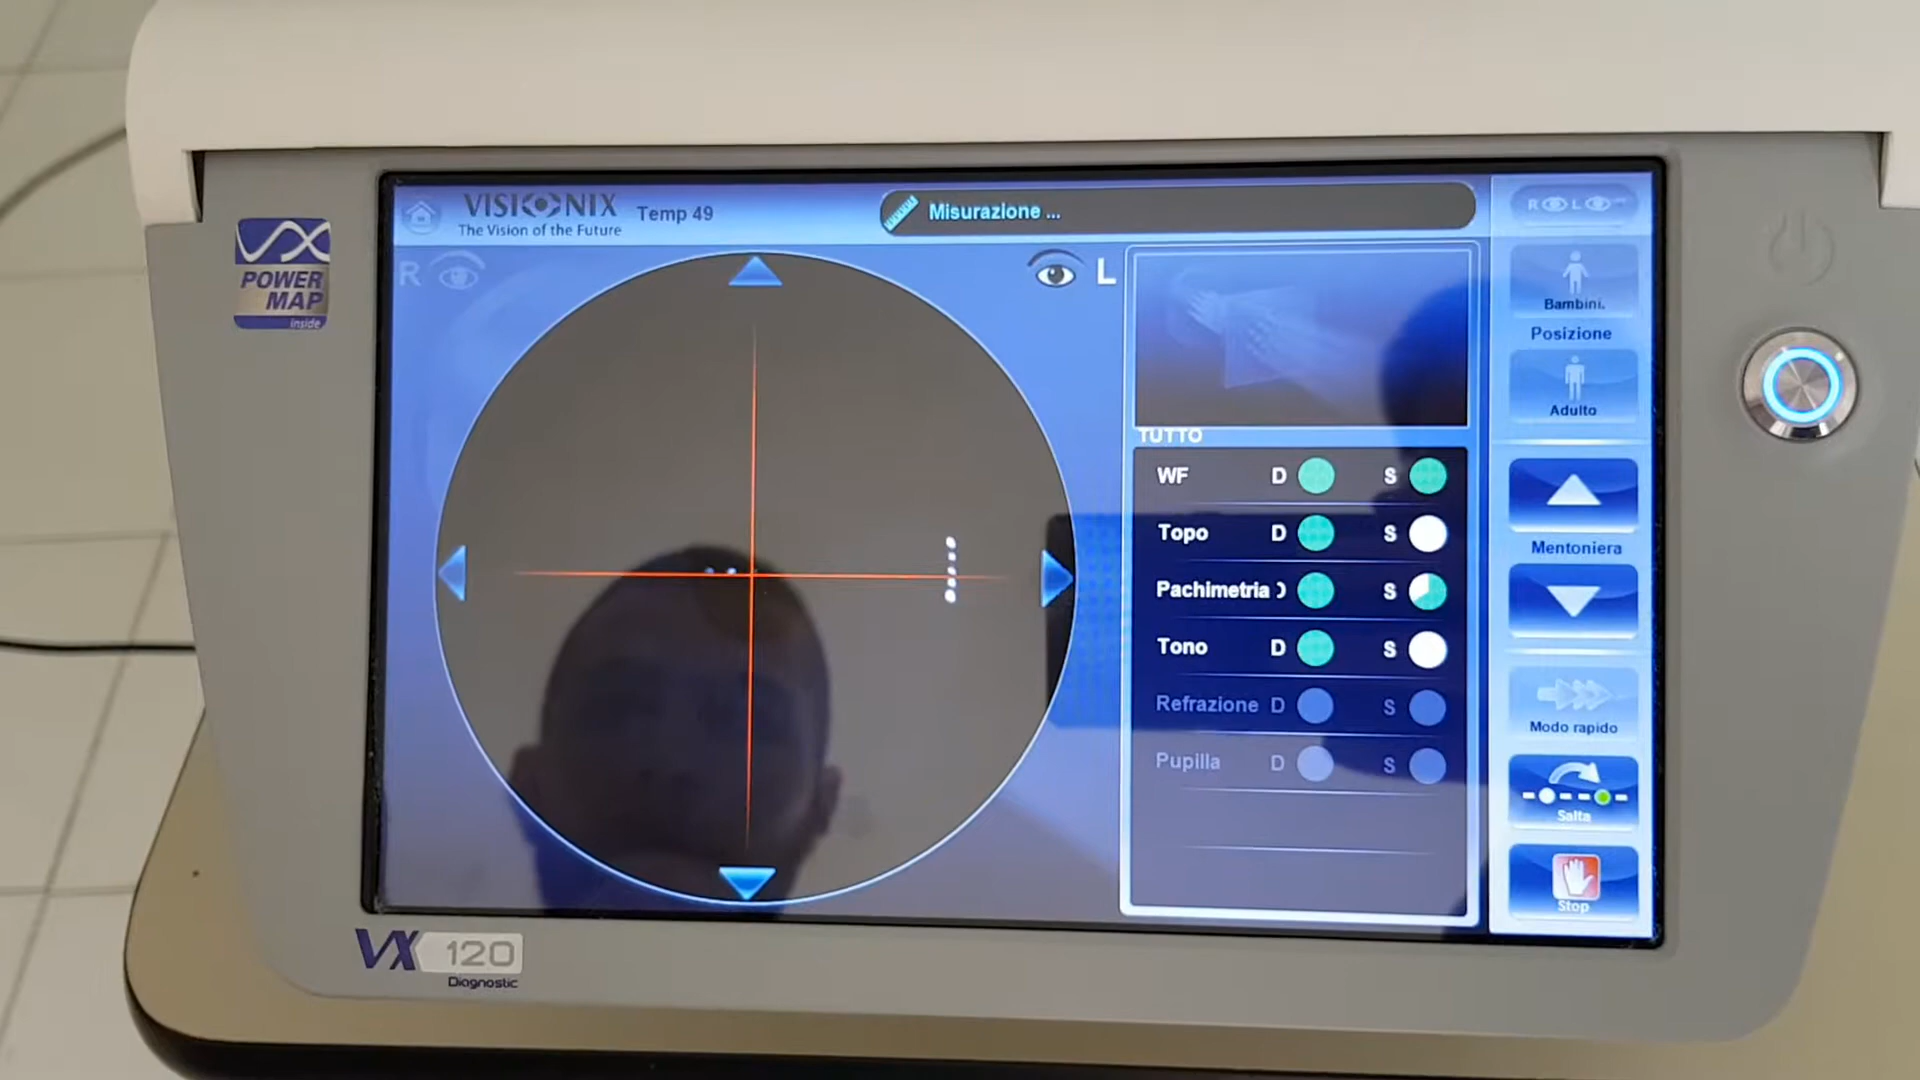 VISIONIX
The Vision of the Future
Temp 49
Misurazione ...
R L
VX
POWER
MAP
inside
R
L
Bambini.
Posizione
Adulto
TUTTO
WF D S
Topo D S
Pachimetria D S
Tono D S
Refrazione D S
Pupilla D S
Mentoniera
Modo rapido
Salta
Stop
VX 120
Diagnostic